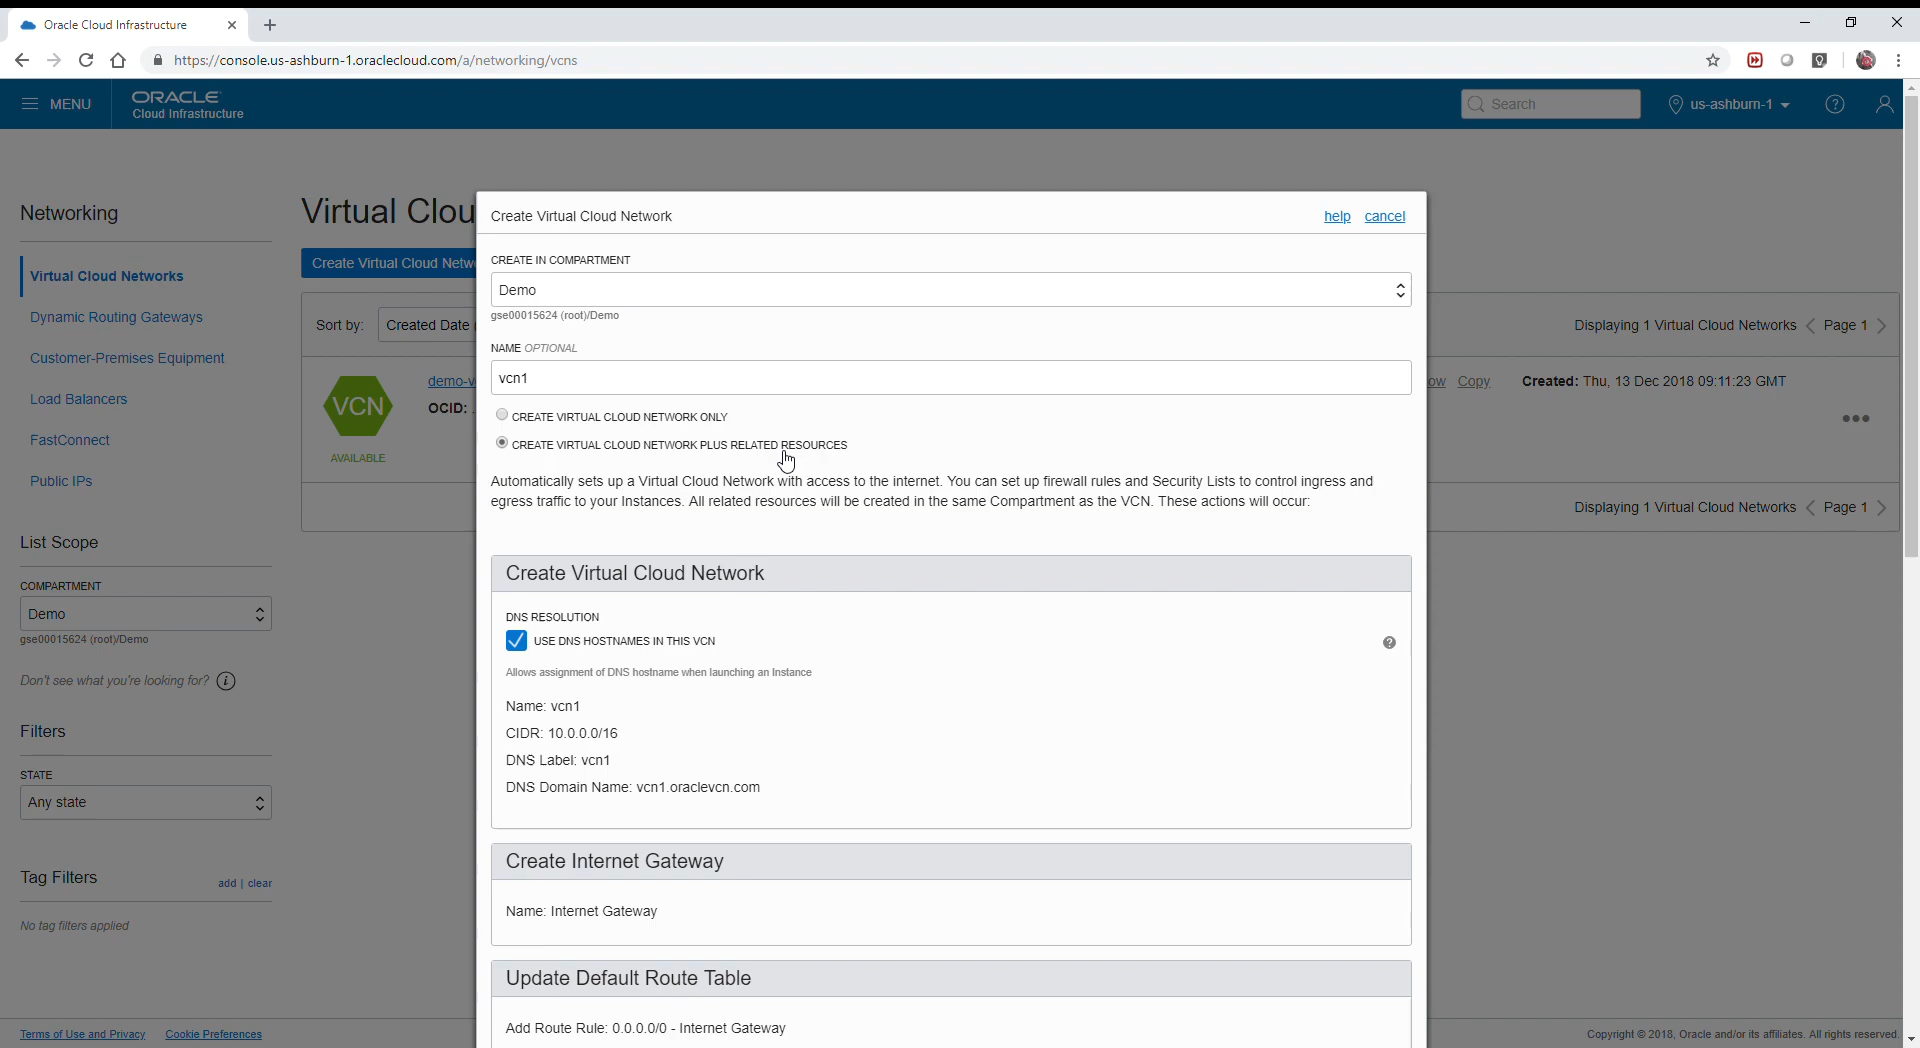 Oracle Cloud Infrastructure
https://console.us-ashburn-1.oraclecloud.com/a/networking/vcns
MENU
ORACLE
Cloud Infrastructure
Search
us-ashburn-1
Networking
Virtual Cloud Networks
Dynamic Routing Gateways
Customer-Premises Equipment
Load Balancers
FastConnect
Public IPs
List Scope
COMPARTMENT
Demo
gse00015624 (root)/Demo
Don't see what you're looking for?
Filters
STATE
Any state
Tag Filters
add | clear
No tag filters applied
Virtual Clou
Create Virtual Cloud Netw
Sort by: Created Date
VCN
AVAILABLE
demo-v
OCID:
Create Virtual Cloud Network
help cancel
CREATE IN COMPARTMENT
Demo
gse00015624 (root)/Demo
NAME OPTIONAL
vcn1
CREATE VIRTUAL CLOUD NETWORK ONLY
CREATE VIRTUAL CLOUD NETWORK PLUS RELATED RESOURCES
Automatically sets up a Virtual Cloud Network with access to the internet. You can set up firewall rules and Security Lists to control ingress and
egress traffic to your Instances. All related resources will be created in the same Compartment as the VCN. These actions will occur:
Create Virtual Cloud Network
DNS RESOLUTION
USE DNS HOSTNAMES IN THIS VCN
Allows assignment of DNS hostname when launching an Instance
Name: vcn1
CIDR: 10.0.0.0/16
DNS Label: vcn1
DNS Domain Name: vcn1.oraclevcn.com
Create Internet Gateway
Name: Internet Gateway
Update Default Route Table
Add Route Rule: 0.0.0.0/0 - Internet Gateway
Displaying 1 Virtual Cloud Networks Page 1
ow Copy Created: Thu, 13 Dec 2018 09:11:23 GMT
Displaying 1 Virtual Cloud Networks Page 1
Terms of Use and Privacy Cookie Preferences
Copyright © 2018, Oracle and/or its affiliates. All rights reserved.